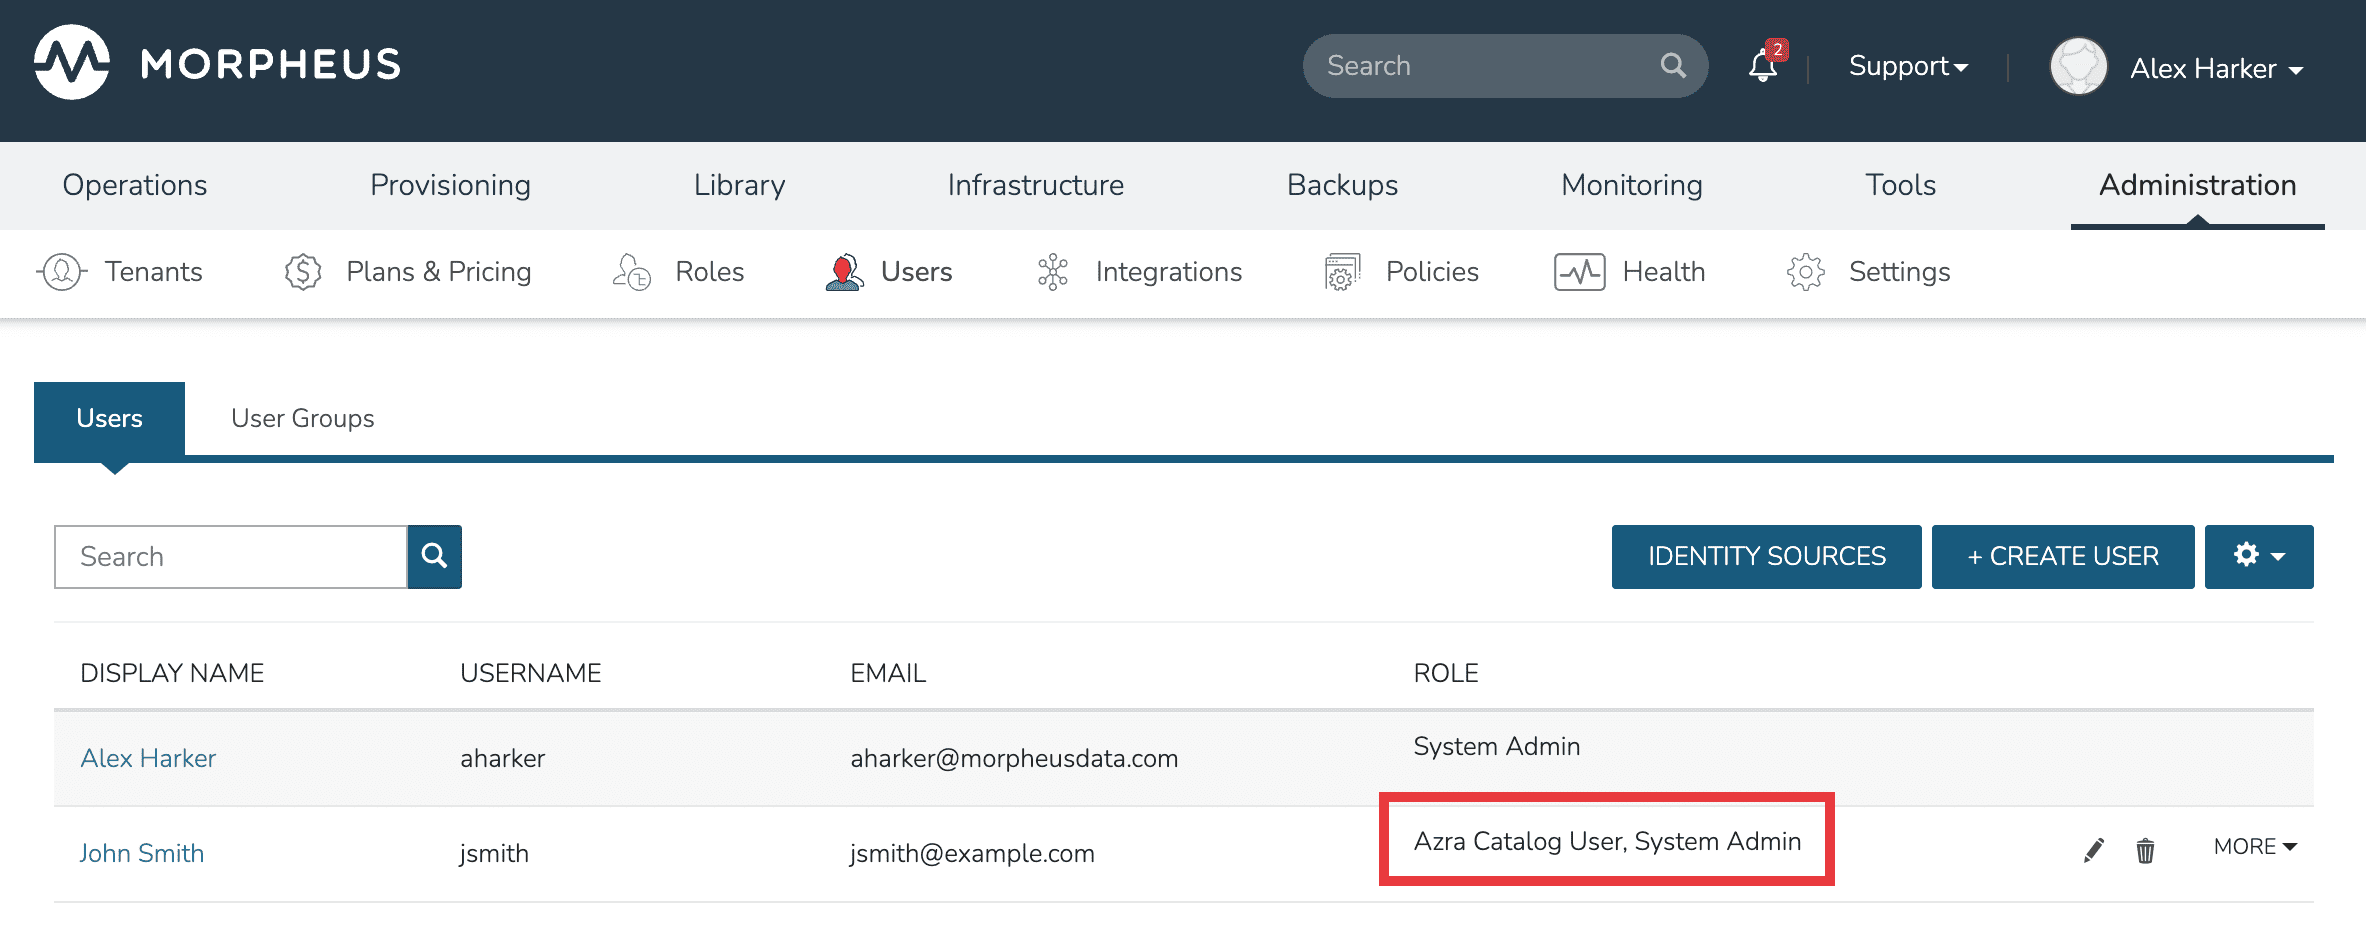 MORPHEUS
Search
2
Support
Alex Harker
Operations Provisioning Library Infrastructure Backups Monitoring Tools Administration
Tenants Plans & Pricing Roles Users Integrations Policies Health Settings
Users User Groups
Search
IDENTITY SOURCES + CREATE USER
DISPLAY NAME USERNAME EMAIL ROLE
Alex Harker aharker aharker@morpheusdata.com System Admin
John Smith jsmith jsmith@example.com Azra Catalog User, System Admin MORE